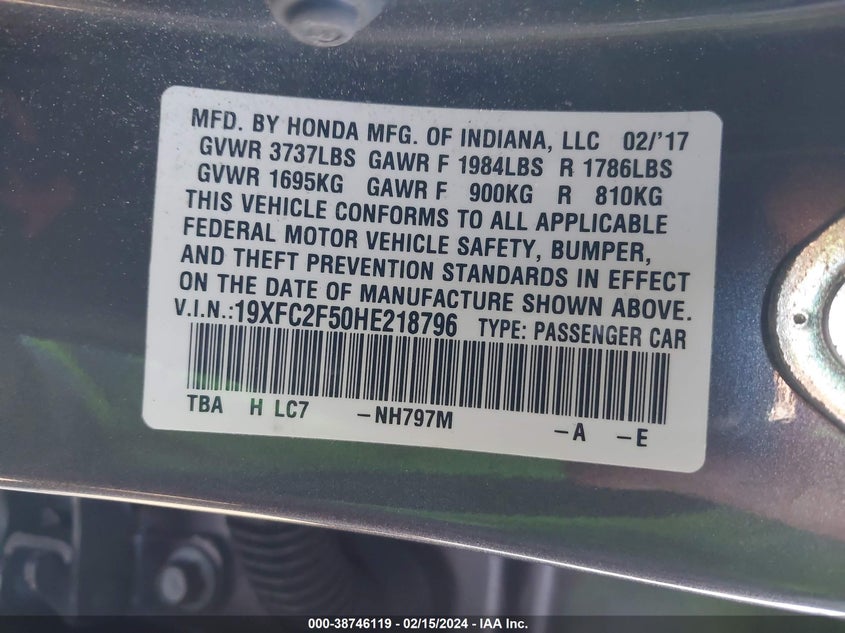 MFD. BY HONDA MFG. OF INDIANA, LLC 02/'17
GVWR 3737LBS GAWR F 1984LBS R 1786LBS
GVWR 1695KG GAWR F 900KG R 810KG
THIS VEHICLE CONFORMS TO ALL APPLICABLE
FEDERAL MOTOR VEHICLE SAFETY, BUMPER,
AND THEFT PREVENTION STANDARDS IN EFFECT
ON THE DATE OF MANUFACTURE SHOWN ABOVE.
V.I.N.:19XFC2F50HE218796 TYPE: PASSENGER CAR
TBA H LC7 -NH797M -A -E
000-38746119 - 02/15/2024 - IAA Inc.